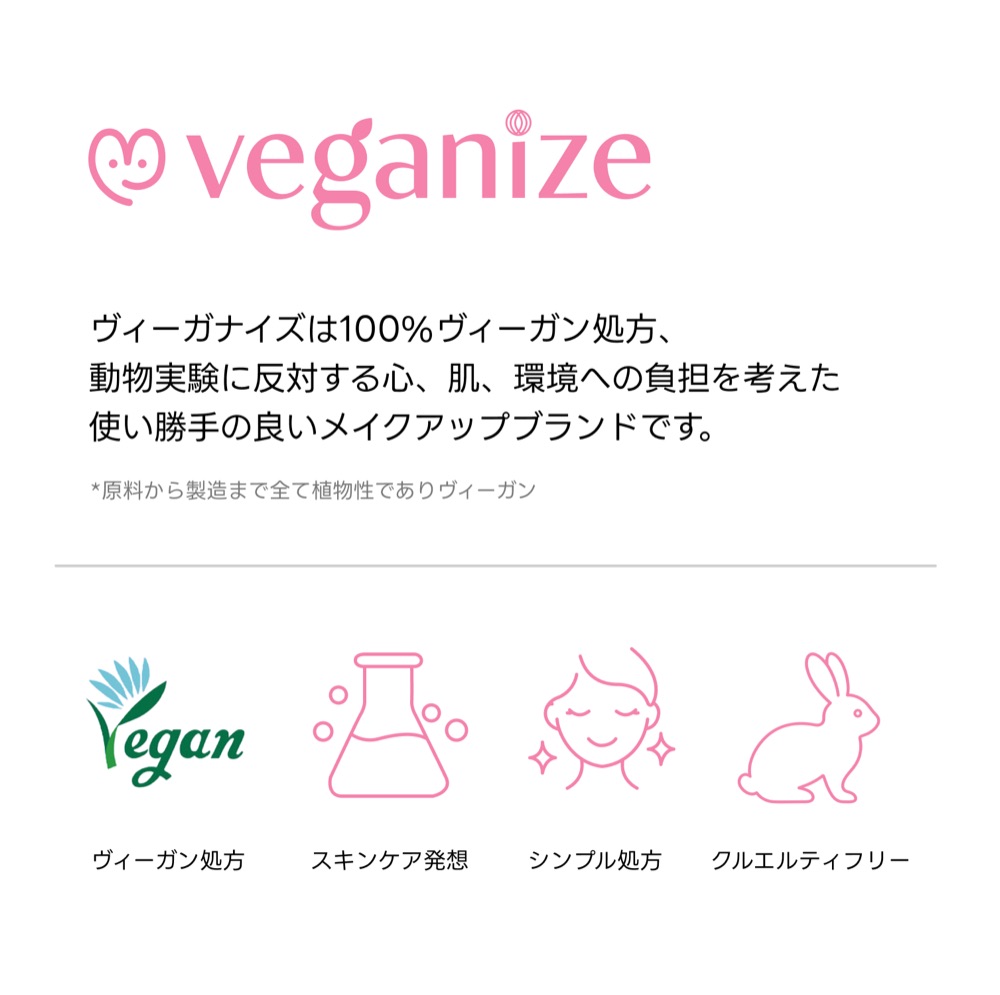 veganize
ヴィーガナイズは100%ヴィーガン処方、
動物実験に反対する心、肌、環境への負担を考えた
使い勝手の良いメイクアップブランドです。
*原料から製造まで全て植物性でありヴィーガン
Vegan
ヴィーガン処方
スキンケア発想
シンプル処方
クルエルティフリー